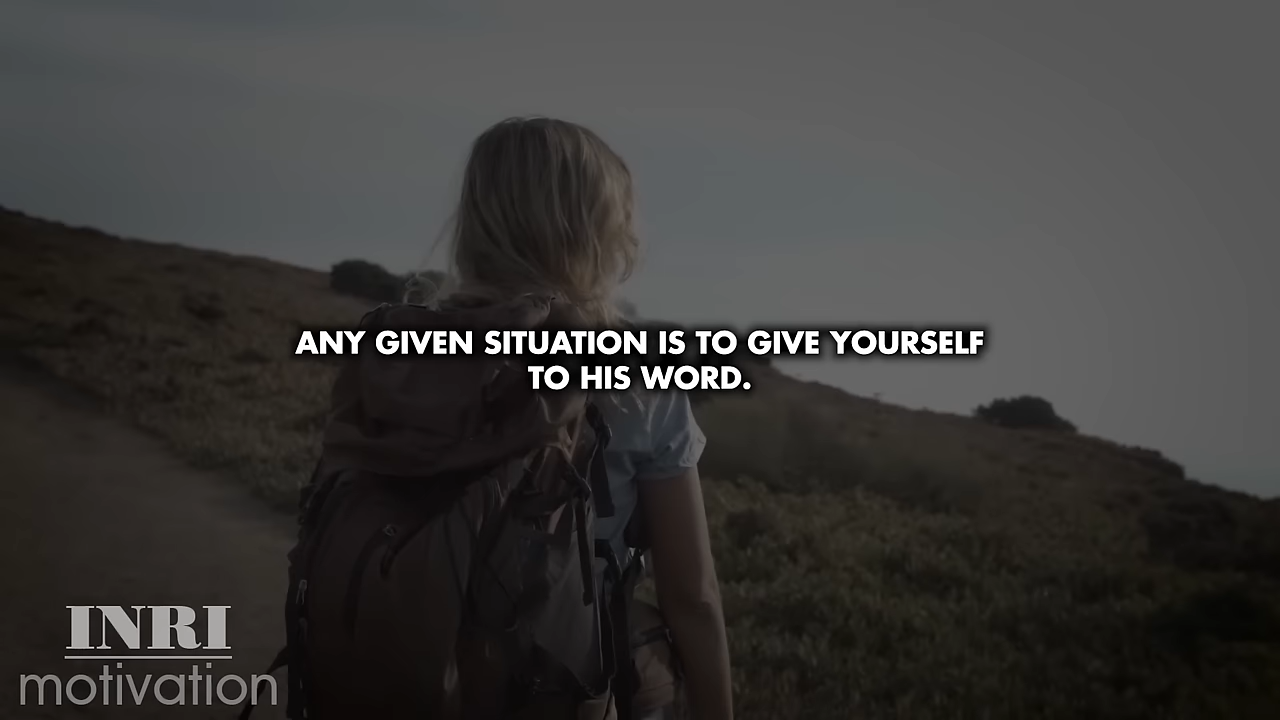 ANY GIVEN SITUATION IS TO GIVE YOURSELF
TO HIS WORD.
INRI
motivation